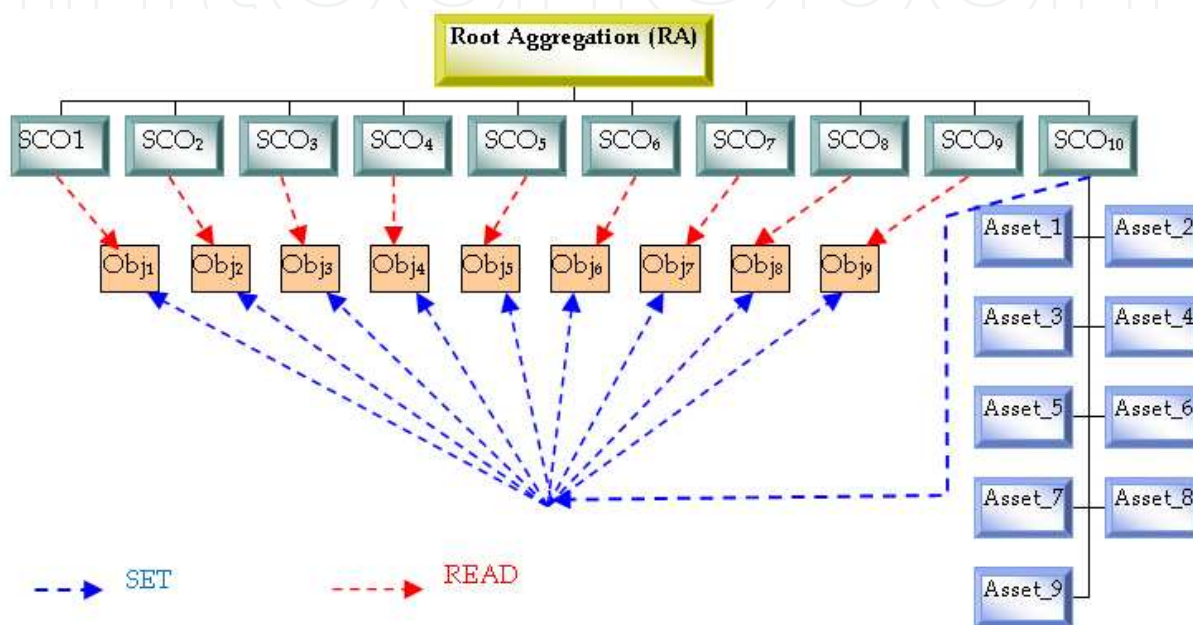 Root Aggregation (RA)
SCO1 SCO₂ SCO₃ SCO₄ SCO₅ SCO₆ SCO₇ SCO₈ SCO₉ SCO₁₀
Asset_1 Asset_2
Obj₁ Obj₂ Obj₃ Obj₄ Obj₅ Obj₆ Obj₇ Obj₈ Obj₉
Asset_3 Asset_4
Asset_5 Asset_6
Asset_7 Asset_8
SET READ
Asset_9